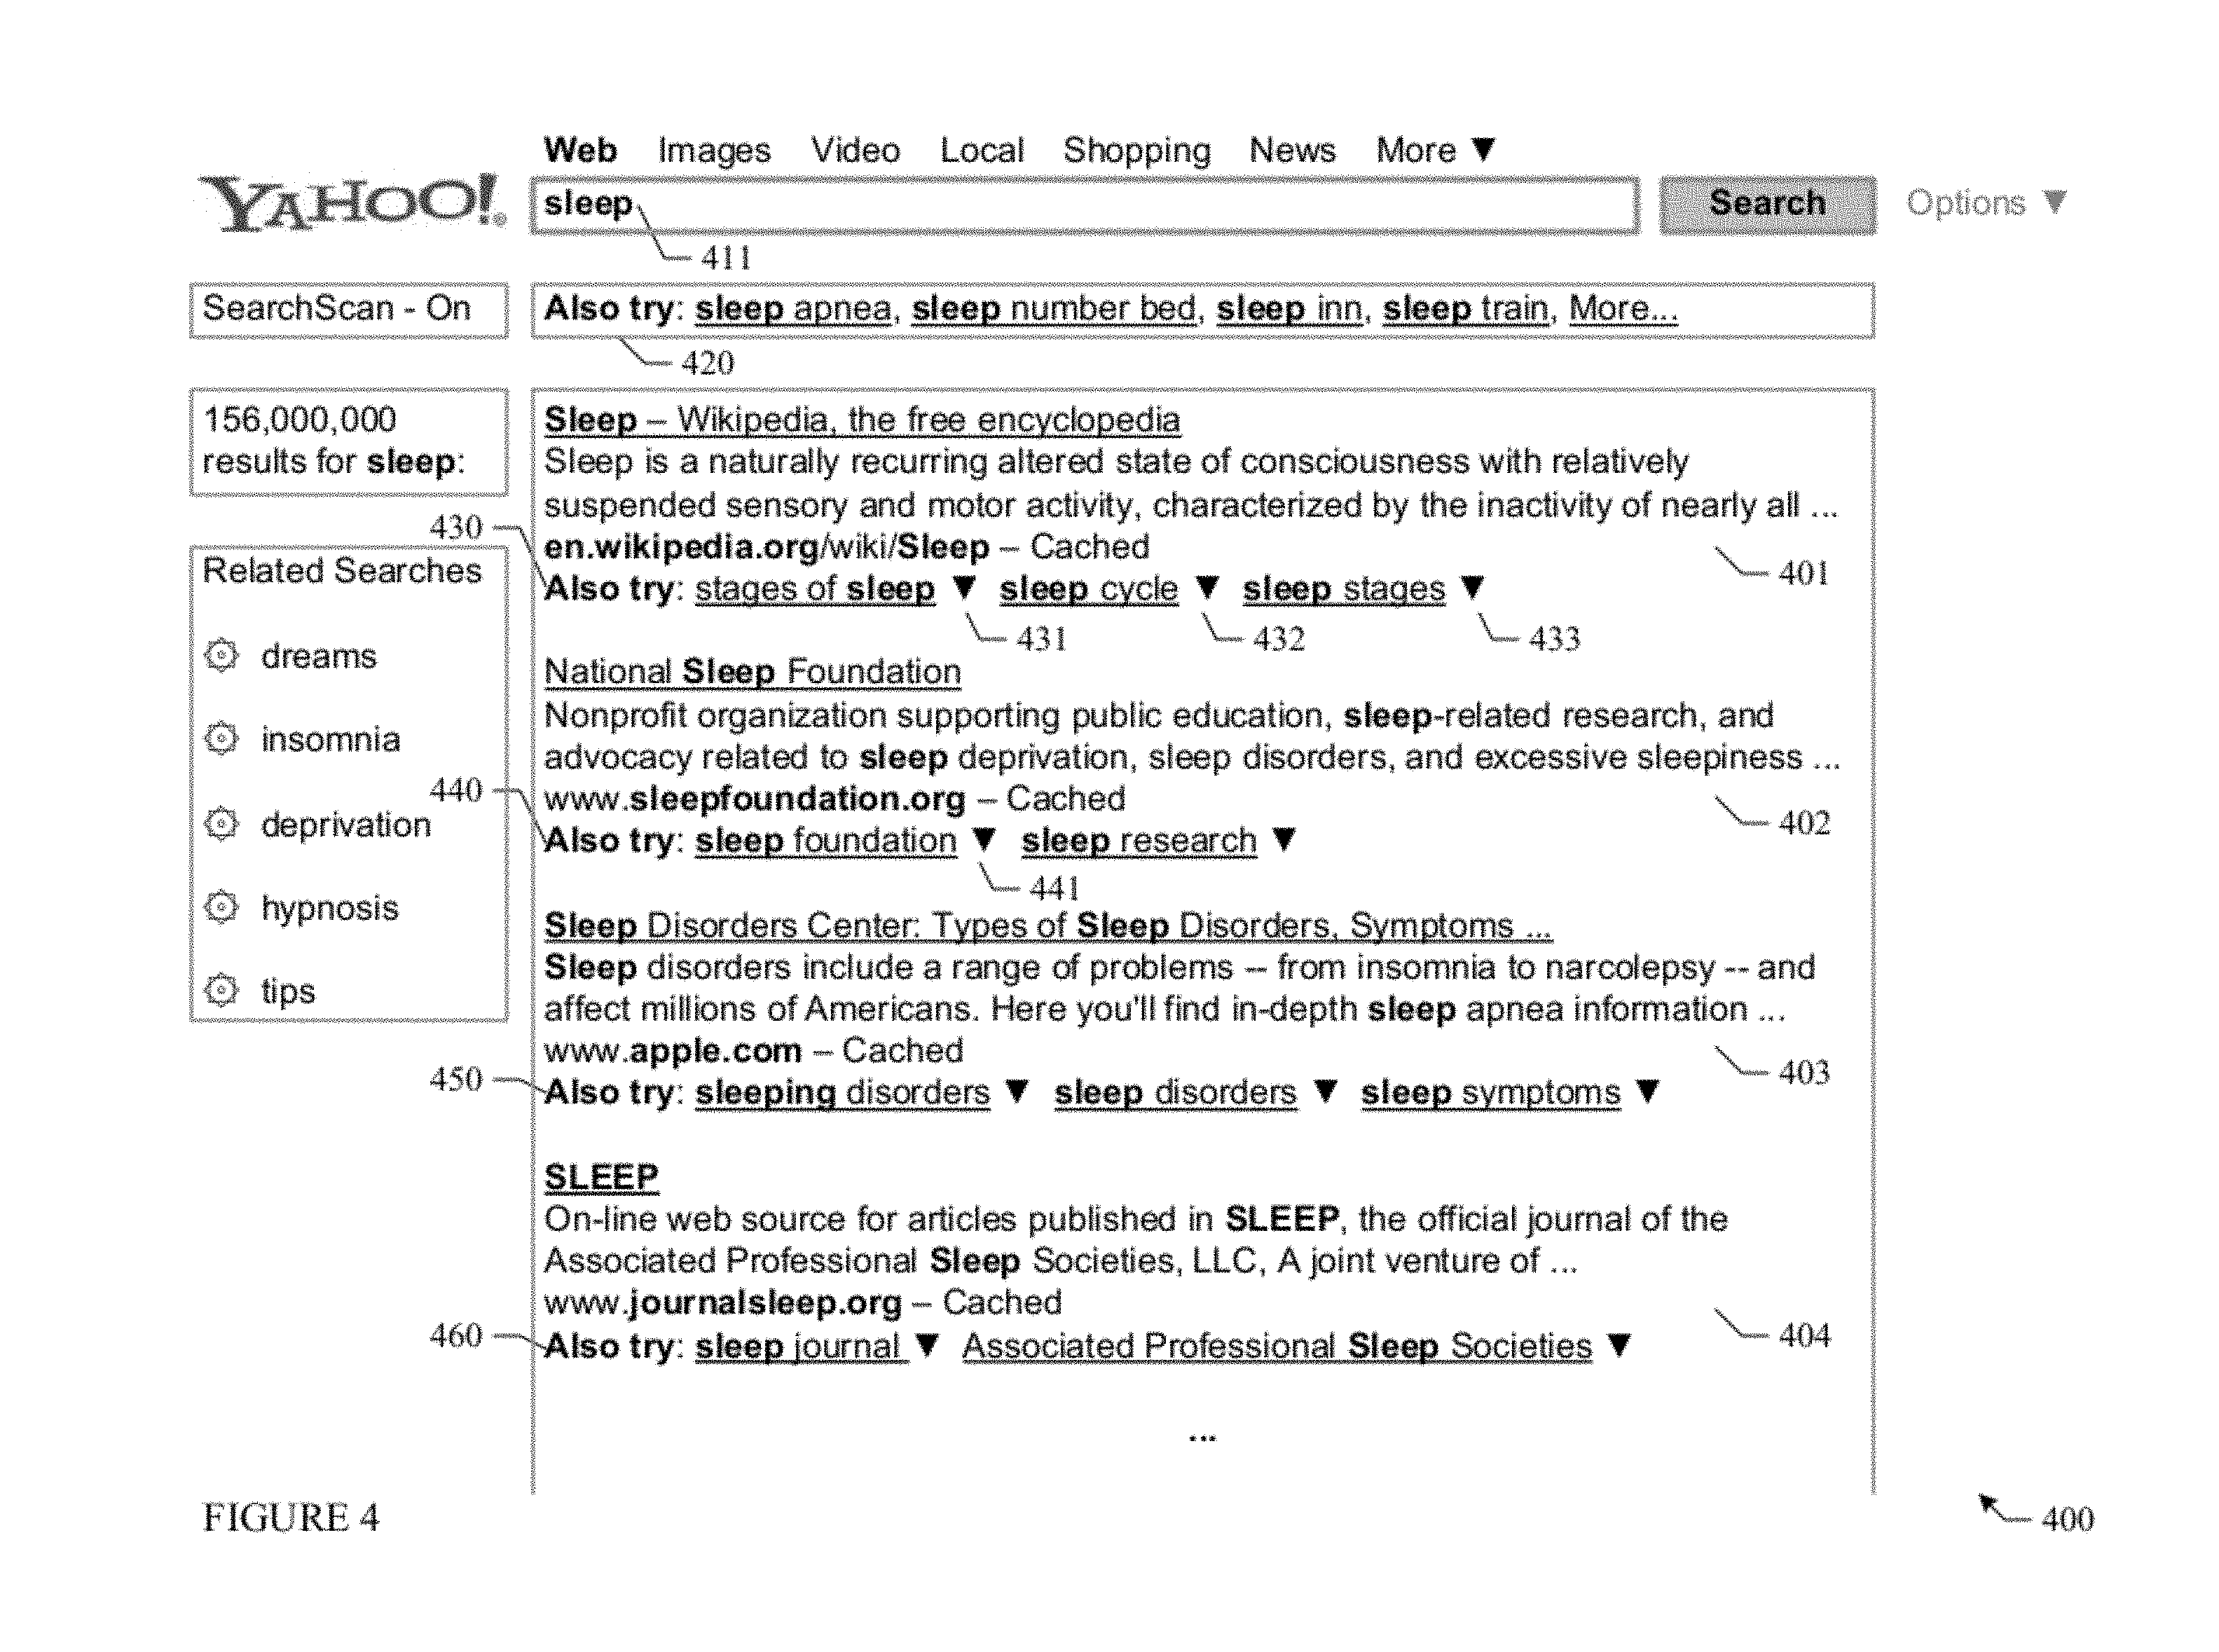 Web Images Video Local Shopping News More ▼
YAHOO!®
sleep
Search
Options ▼
411
SearchScan - On
Also try: sleep apnea, sleep number bed, sleep inn, sleep train, More...
420
156,000,000
results for sleep:
430
Related Searches
dreams
insomnia
440
deprivation
hypnosis
tips
450
460
Sleep – Wikipedia, the free encyclopedia
Sleep is a naturally recurring altered state of consciousness with relatively
suspended sensory and motor activity, characterized by the inactivity of nearly all ...
en.wikipedia.org/wiki/Sleep – Cached
401
Also try: stages of sleep ▼ sleep cycle ▼ sleep stages ▼
431 432 433
National Sleep Foundation
Nonprofit organization supporting public education, sleep-related research, and
advocacy related to sleep deprivation, sleep disorders, and excessive sleepiness ...
www.sleepfoundation.org – Cached
402
Also try: sleep foundation ▼ sleep research ▼
441
Sleep Disorders Center: Types of Sleep Disorders, Symptoms ...
Sleep disorders include a range of problems -- from insomnia to narcolepsy -- and
affect millions of Americans. Here you'll find in-depth sleep apnea information ...
www.apple.com – Cached
403
Also try: sleeping disorders ▼ sleep disorders ▼ sleep symptoms ▼
SLEEP
On-line web source for articles published in SLEEP, the official journal of the
Associated Professional Sleep Societies, LLC, A joint venture of ...
www.journalsleep.org – Cached
404
Also try: sleep journal ▼ Associated Professional Sleep Societies ▼
...
FIGURE 4
400